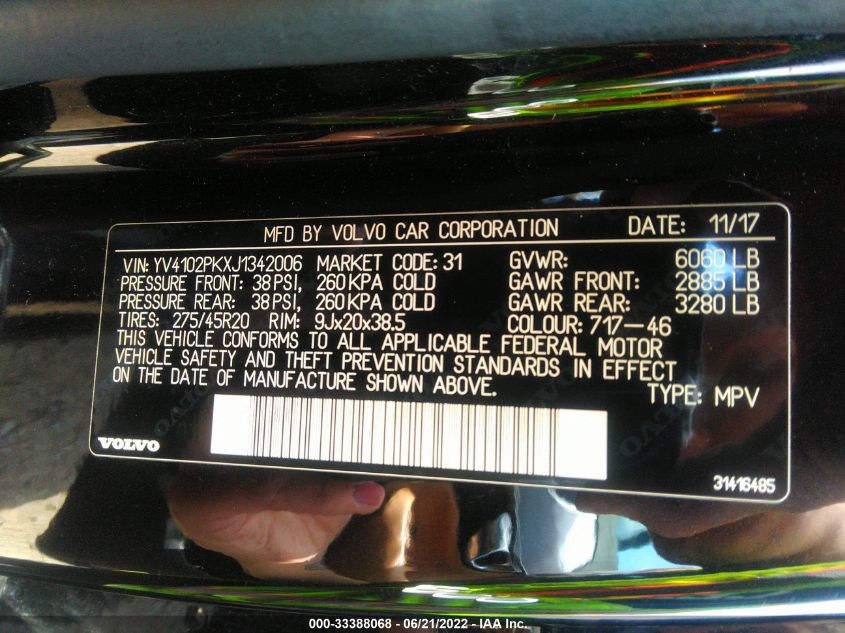 MFD BY VOLVO CAR CORPORATION DATE: 11/17
VIN: YV4102PKXJ1342006 MARKET CODE: 31 GVWR: 6060 LB
PRESSURE FRONT: 38 PSI, 260 KPA COLD GAWR FRONT: 2885 LB
PRESSURE REAR: 38 PSI, 260 KPA COLD GAWR REAR: 3280 LB
TIRES: 275/45R20 RIM: 9Jx20x38.5 COLOUR: 717-46
THIS VEHICLE CONFORMS TO ALL APPLICABLE FEDERAL MOTOR
VEHICLE SAFETY AND THEFT PREVENTION STANDARDS IN EFFECT
ON THE DATE OF MANUFACTURE SHOWN ABOVE. TYPE: MPV
VOLVO
31416485
000-33388068 - 06/21/2022 - IAA Inc.